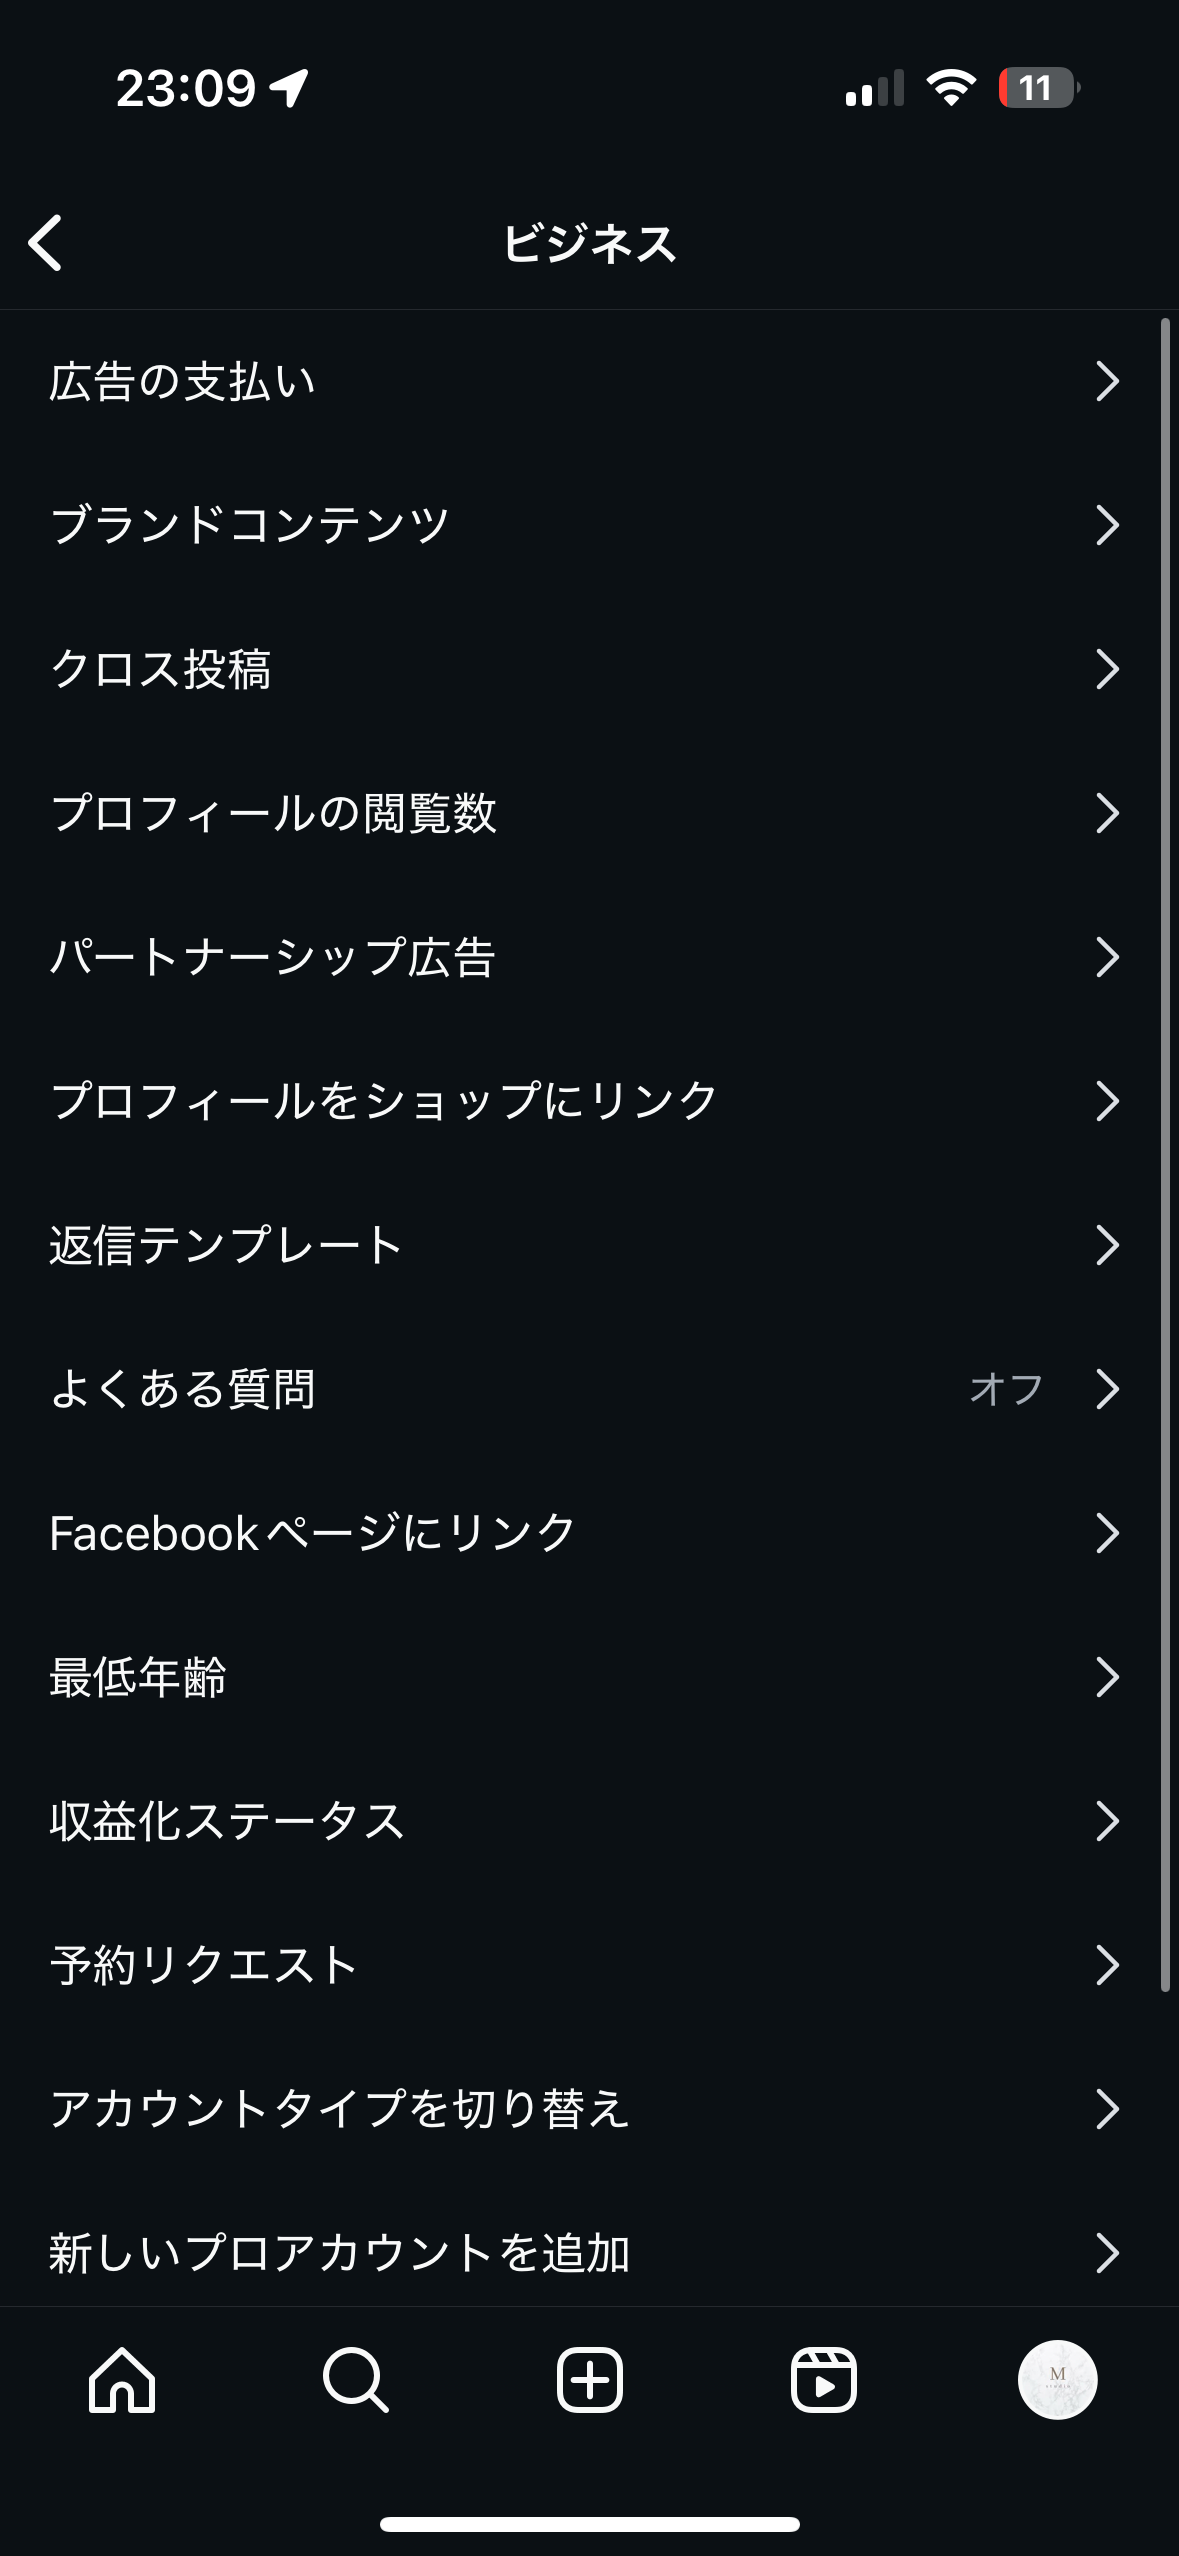 23:09
11
ビジネス
広告の支払い
ブランドコンテンツ
クロス投稿
プロフィールの閲覧数
パートナーシップ広告
プロフィールをショップにリンク
返信テンプレート
よくある質問 オフ
Facebookページにリンク
最低年齢
収益化ステータス
予約リクエスト
アカウントタイプを切り替え
新しいプロアカウントを追加
M